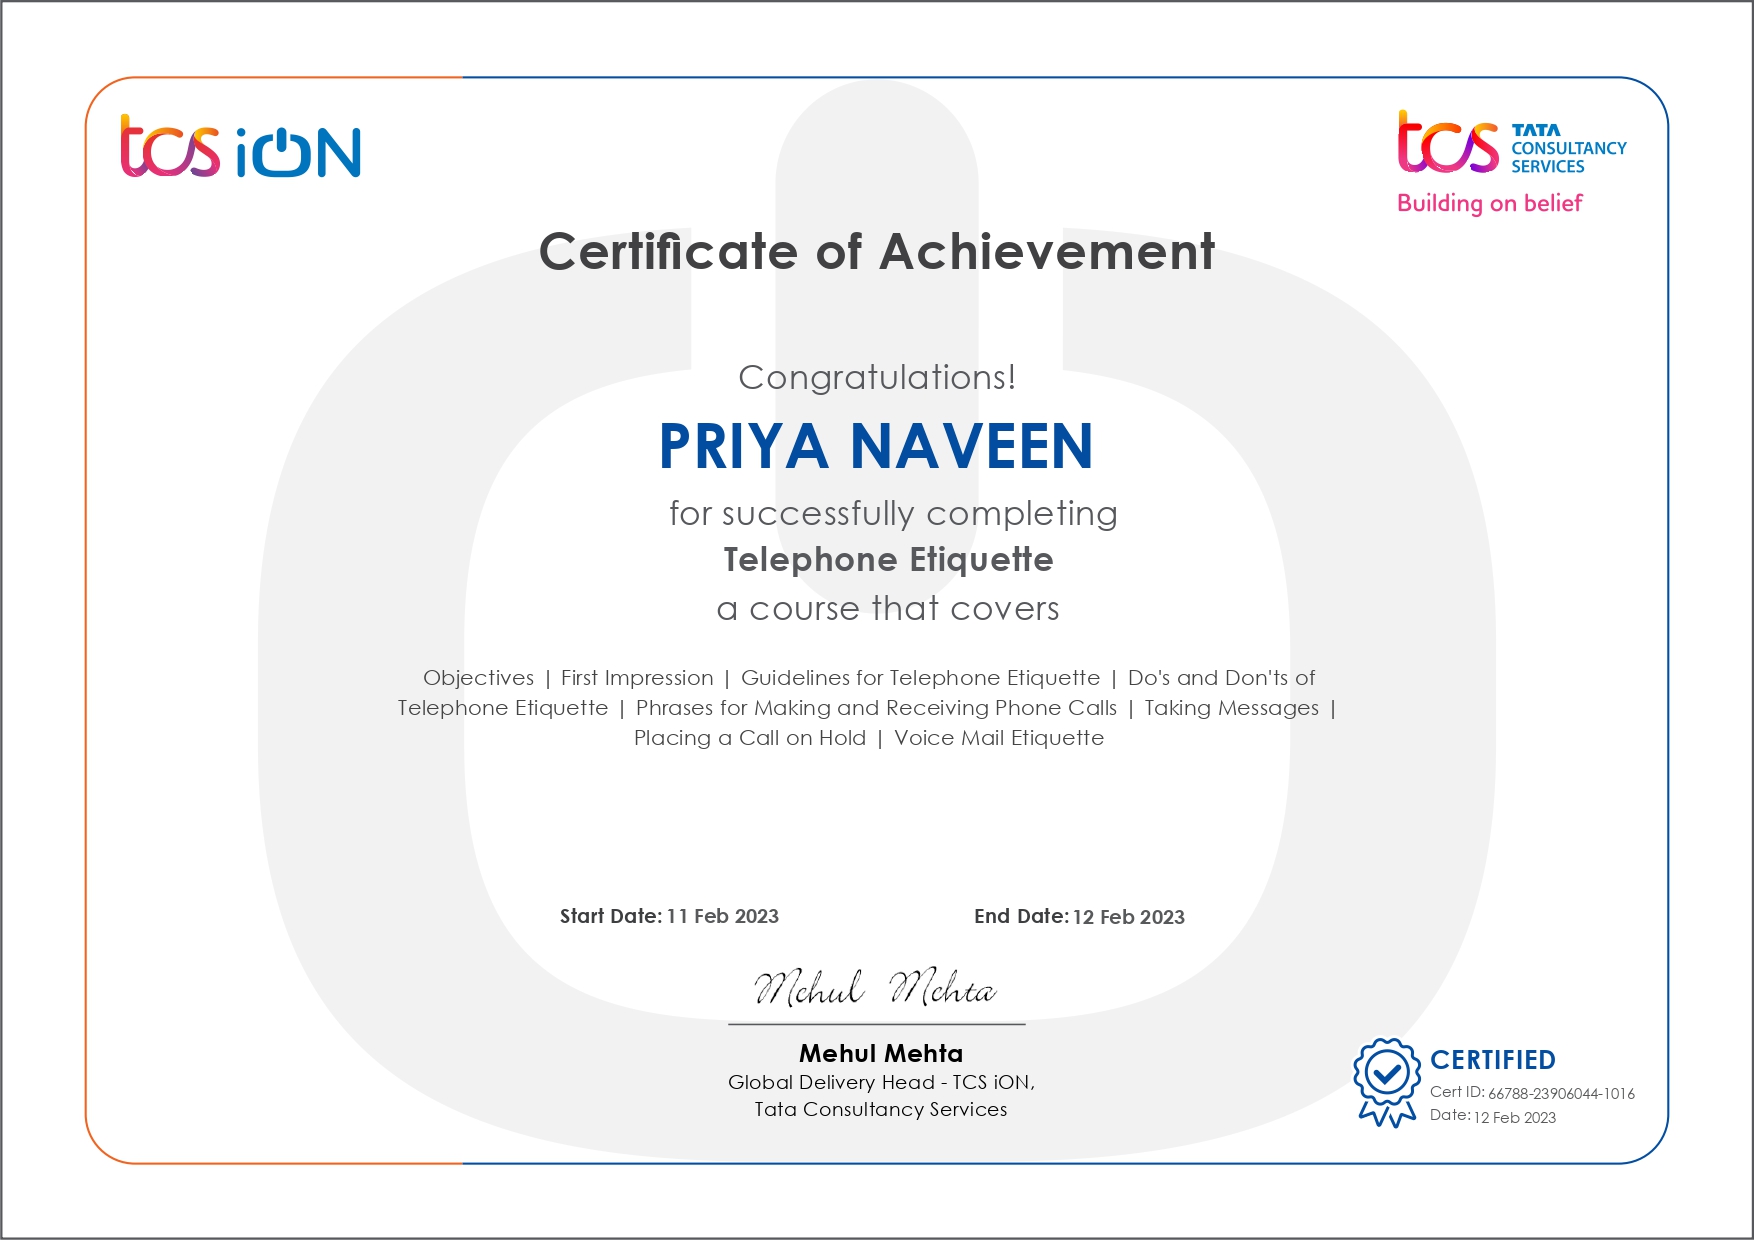 tcs iON
tcs TATA
CONSULTANCY
SERVICES
Building on belief
Certificate of Achievement
Congratulations!
PRIYA NAVEEN
for successfully completing
Telephone Etiquette
a course that covers
Objectives | First Impression | Guidelines for Telephone Etiquette | Do's and Don'ts of
Telephone Etiquette | Phrases for Making and Receiving Phone Calls | Taking Messages |
Placing a Call on Hold | Voice Mail Etiquette
Start Date: 11 Feb 2023 End Date: 12 Feb 2023
Mehul Mehta
Mehul Mehta
Global Delivery Head - TCS iON,
Tata Consultancy Services
CERTIFIED
Cert ID: 66788-23906044-1016
Date: 12 Feb 2023